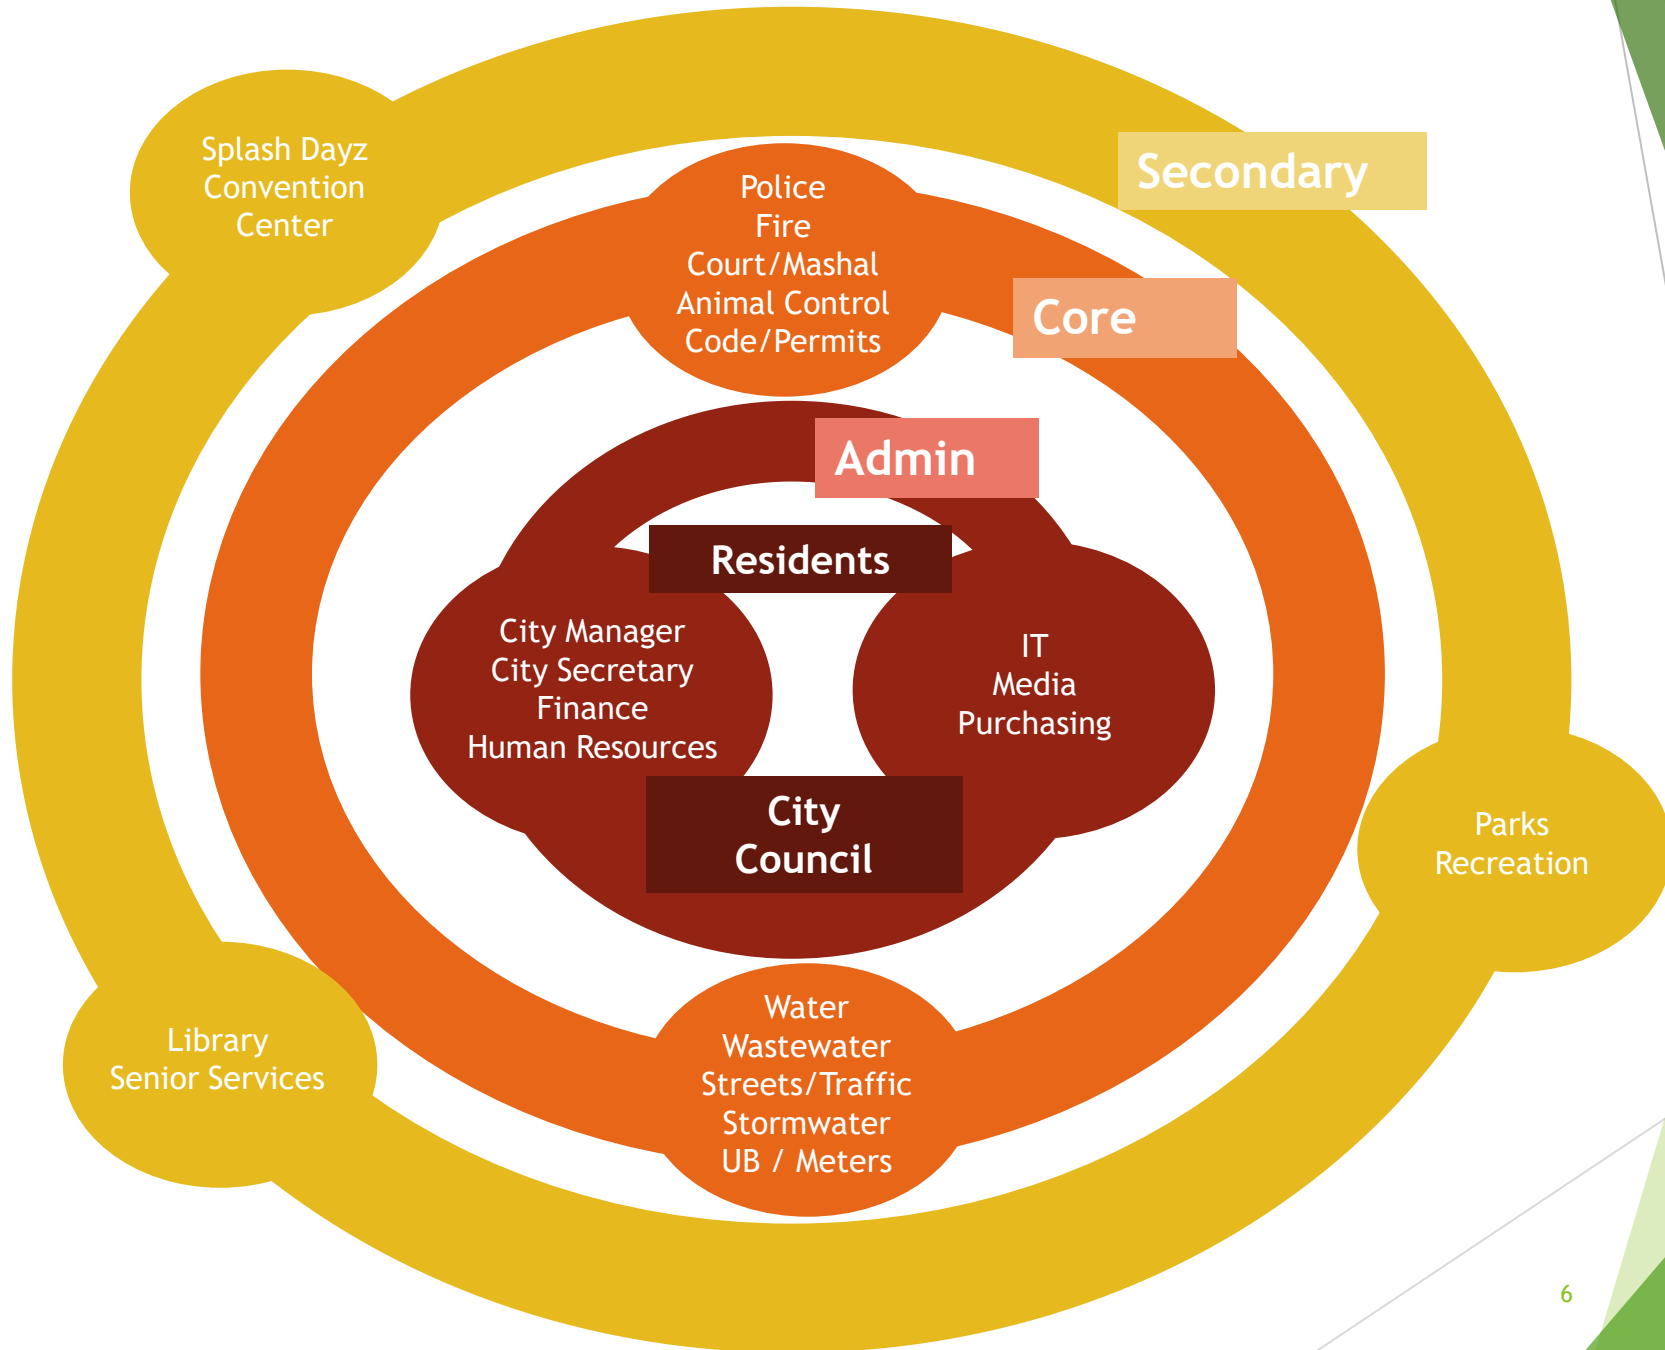 Splash Dayz
Convention
Center
Secondary
Police
Fire
Court/Mashal
Animal Control
Code/Permits
Core
Admin
Residents
City Manager
City Secretary
Finance
Human Resources
IT
Media
Purchasing
City
Council
Parks
Recreation
Library
Senior Services
Water
Wastewater
Streets/Traffic
Stormwater
UB / Meters
6